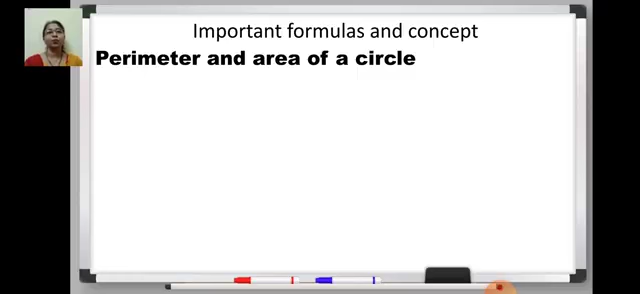 Important formulas and concept
Perimeter and area of a circle